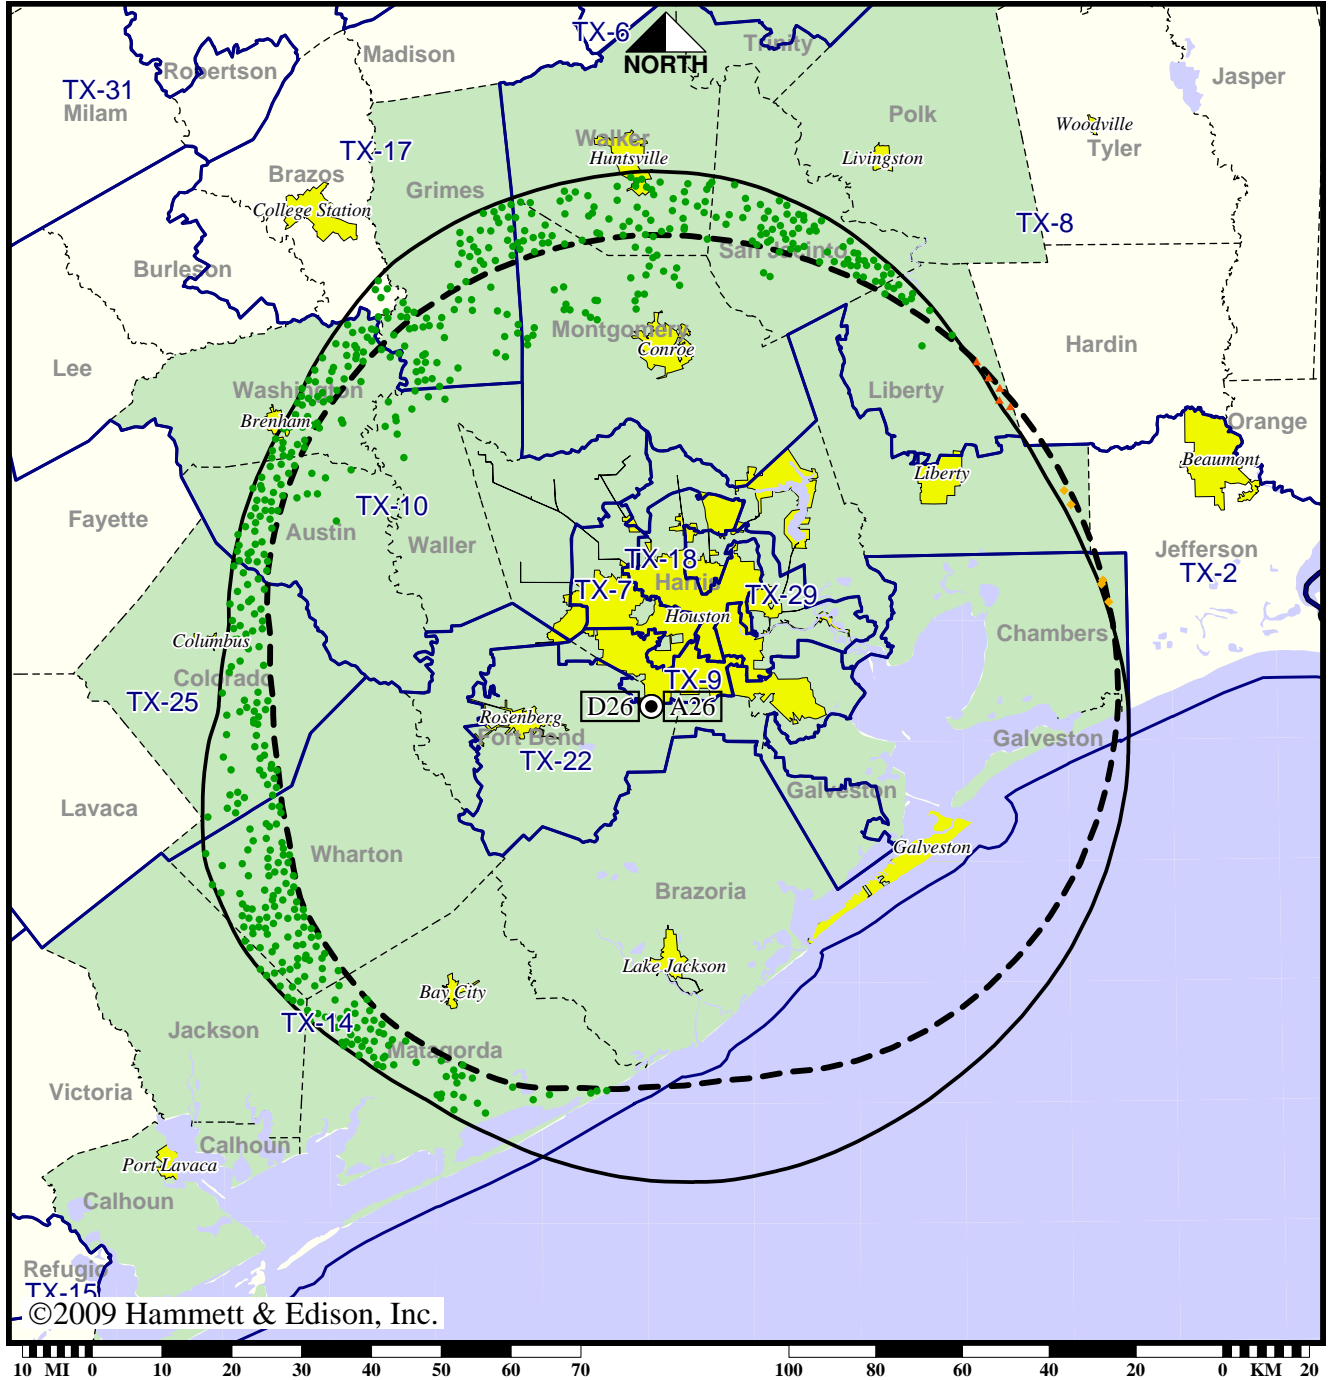 TX-6
Trinity
Madison
NORTH
Robertson
Jasper
TX-31
Milam
Polk
Woodville
Tyler
Walker
Huntsville
Livingston
TX-17
Brazos
Grimes
College Station
TX-8
San Jacinto
Burleson
Montgomery
Conroe
Hardin
Lee
Washington
Liberty
Brenham
Orange
Beaumont
Liberty
TX-10
Fayette
Austin
Waller
Jefferson
TX-2
TX-18
Harris
TX-7
TX-29
Houston
Columbus
Chambers
Colorado
TX-9
TX-25
D26
A26
Rosenberg
Fort Bend
Galveston
TX-22
Galveston
Lavaca
Galveston
Wharton
Brazoria
Lake Jackson
Bay City
TX-14
Jackson
Matagorda
Victoria
Calhoun
Port Lavaca
Calhoun
Refugio
TX-15
©2009 Hammett & Edison, Inc.
10 MI 0 10 20 30 40 50 60 70 100 80 60 40 20 0 KM 20